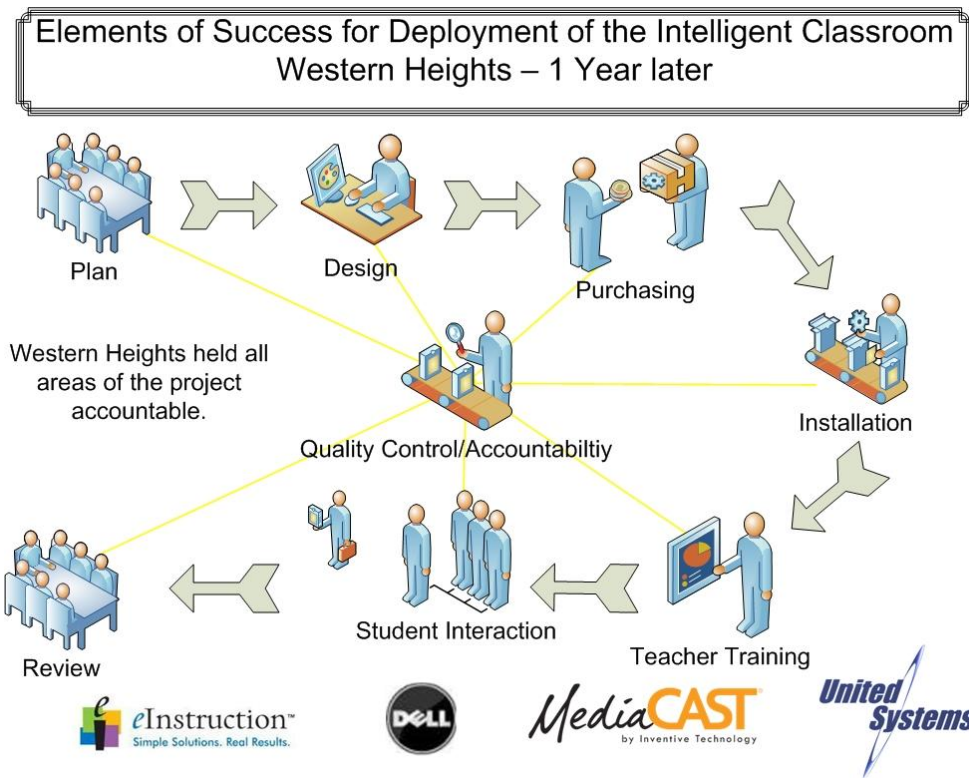 Elements of Success for Deployment of the Intelligent Classroom
Western Heights – 1 Year later
Plan
Design
Purchasing
Western Heights held all
areas of the project
accountable.
Installation
Quality Control/Accountabiltiy
Student Interaction
Teacher Training
Review
e
eInstruction™
Simple Solutions. Real Results.
DELL
MediaCAST®
by Inventive Technology
United
Systems